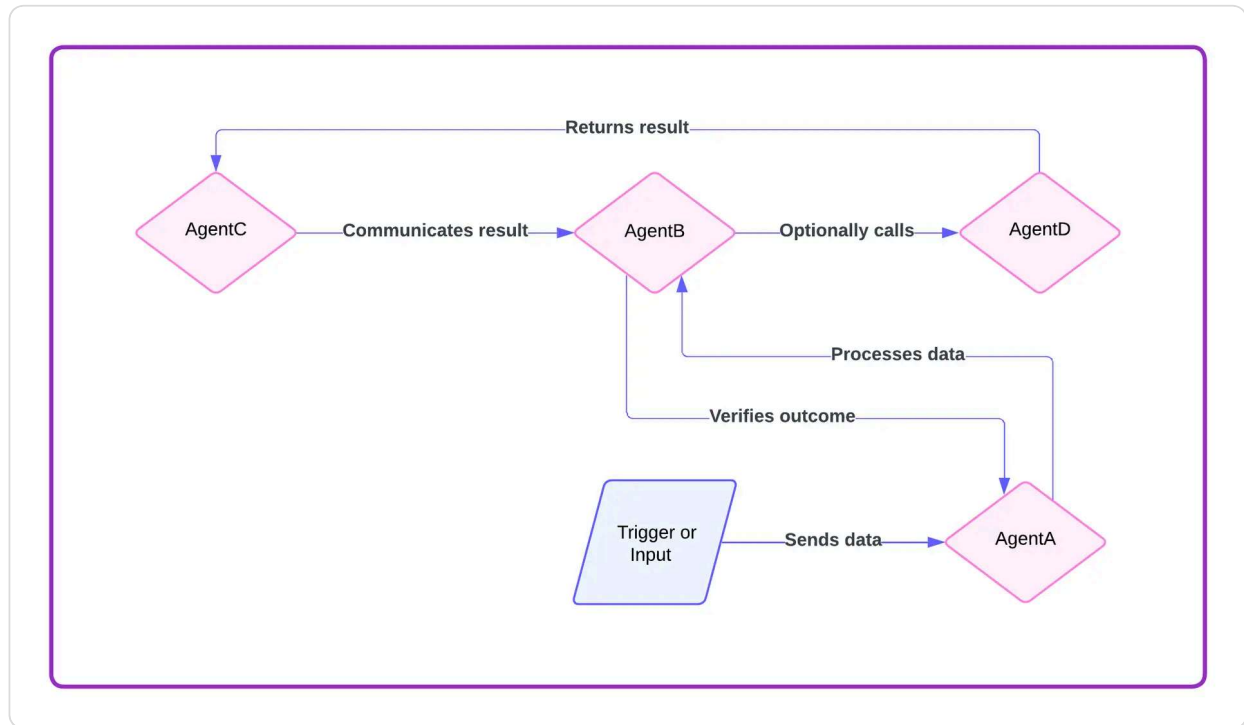 Returns result
AgentC
Communicates result
AgentB
Optionally calls
AgentD
Processes data
Verifies outcome
Trigger or
Input
Sends data
AgentA